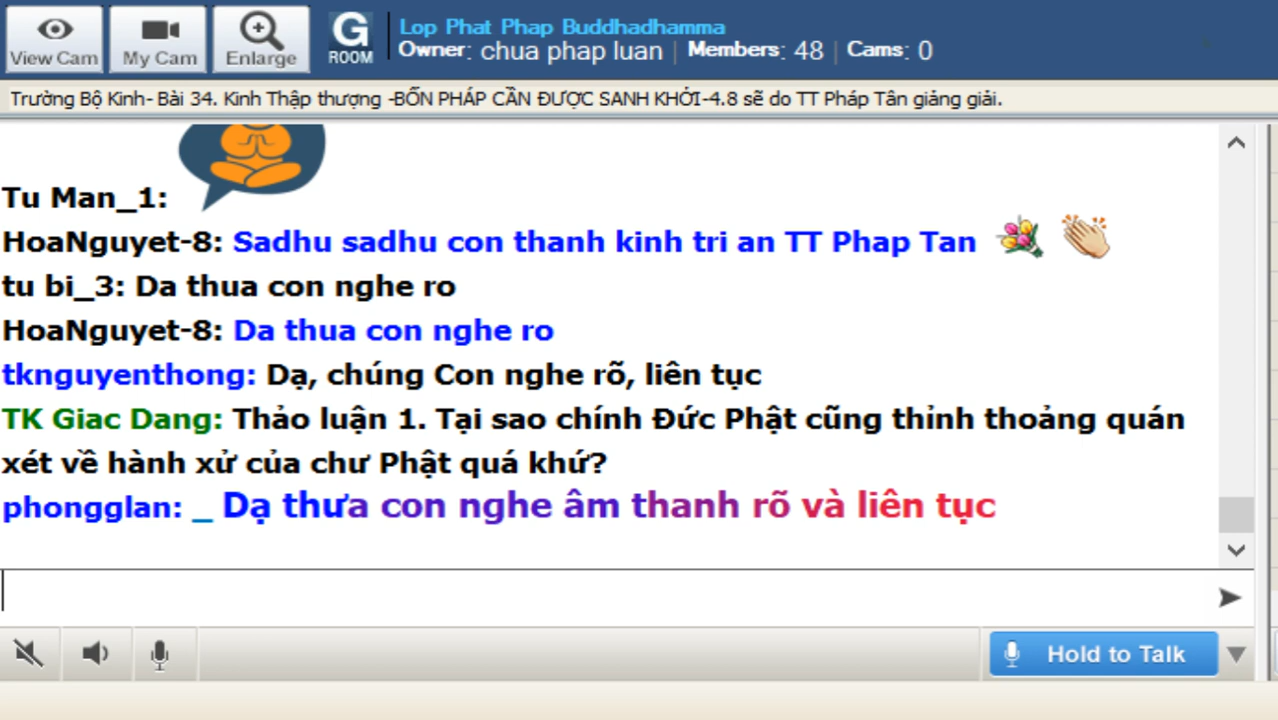 View Cam
My Cam
Enlarge
G
ROOM
Lop Phat Phap Buddhadhamma
Owner: chua phap luan | Members: 48 | Cams: 0
Trường Bộ Kinh- Bài 34. Kinh Thập thượng -BỐN PHÁP CẦN ĐƯỢC SANH KHỞI-4.8 sẽ do TT Pháp Tân giảng giải.
Tu Man_1:
HoaNguyet-8: Sadhu sadhu con thanh kinh tri an TT Phap Tan
tu bi_3: Da thua con nghe ro
HoaNguyet-8: Da thua con nghe ro
tknguyenthong: Dạ, chúng Con nghe rõ, liên tục
TK Giac Dang: Thảo luận 1. Tại sao chính Đức Phật cũng thỉnh thoảng quán
xét về hành xử của chư Phật quá khứ?
phongglan: _ Dạ thưa con nghe âm thanh rõ và liên tục
Hold to Talk